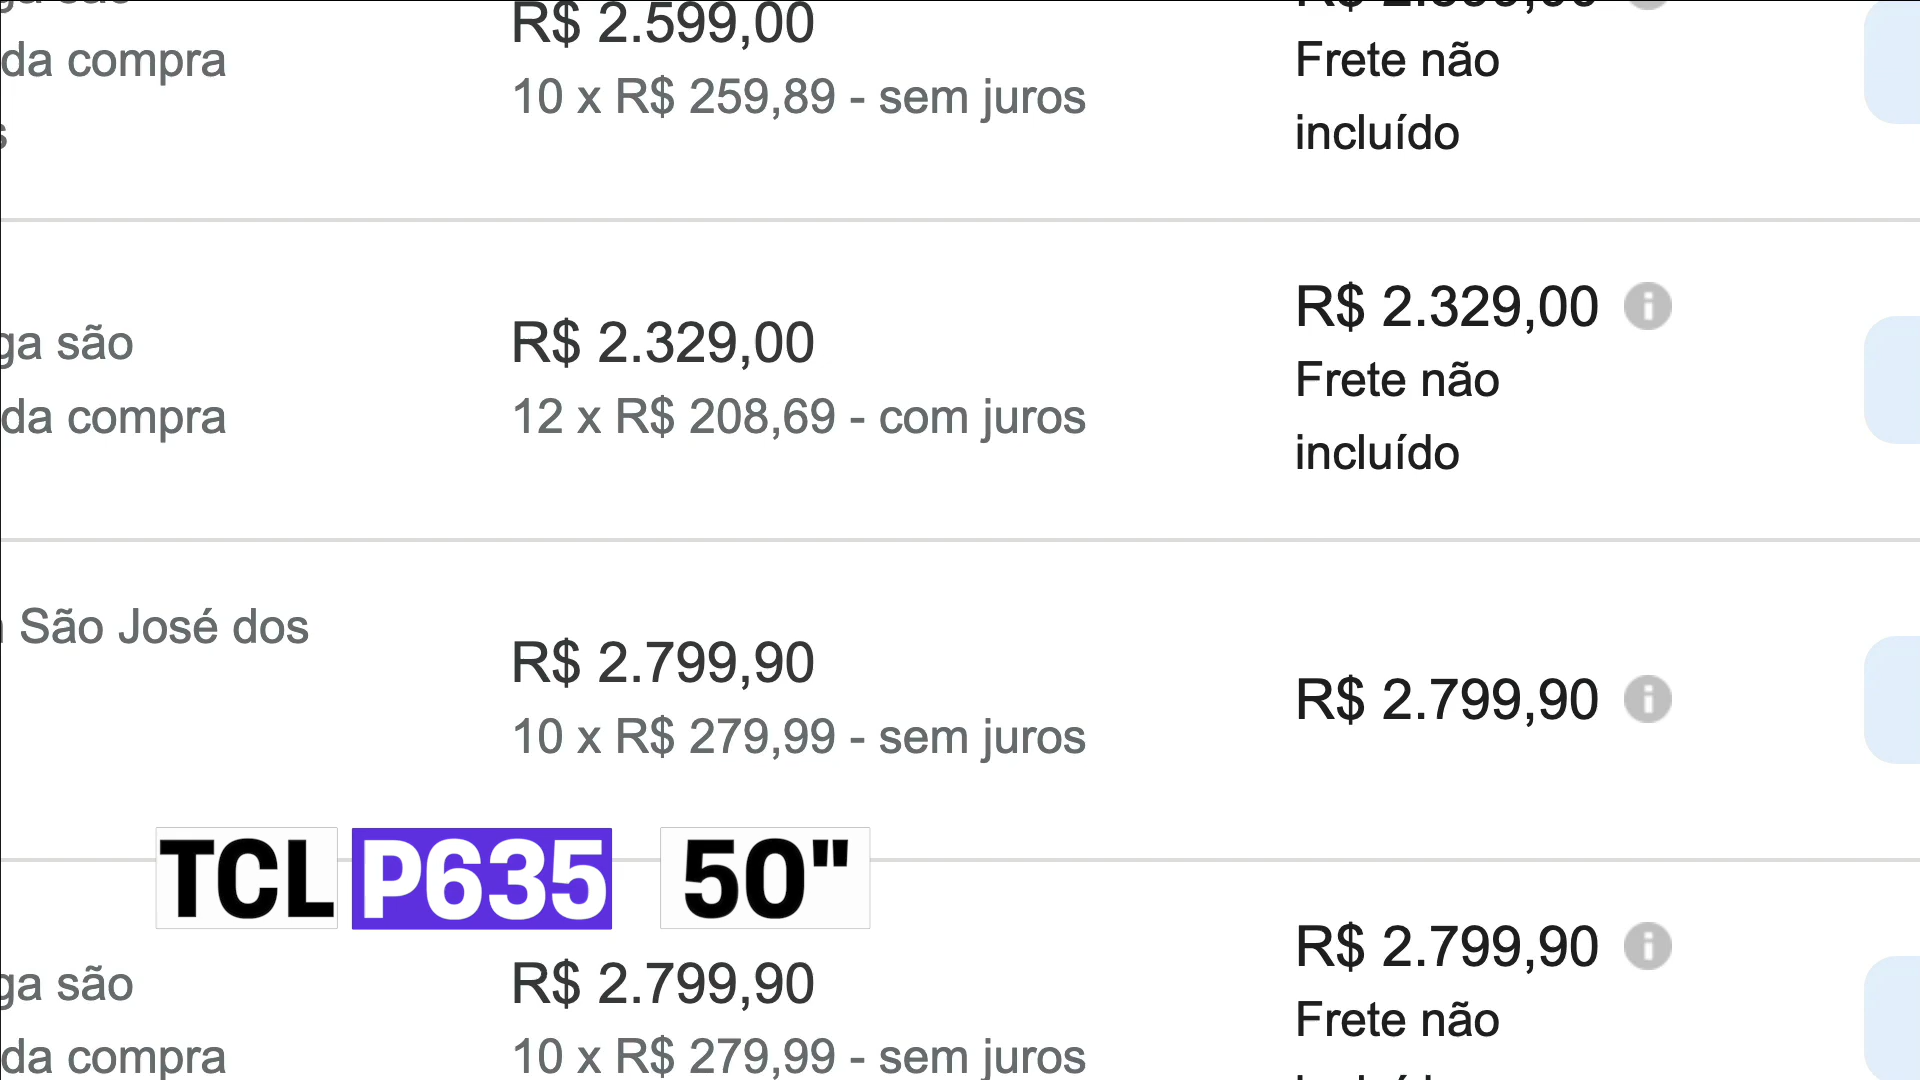 da compra
R$ 2.599,00
10 x R$ 259,89 - sem juros
Frete não
incluído
ga são
da compra
R$ 2.329,00
12 x R$ 208,69 - com juros
R$ 2.329,00
Frete não
incluído
São José dos
R$ 2.799,90
10 x R$ 279,99 - sem juros
R$ 2.799,90
TCL P635 50"
ga são
da compra
R$ 2.799,90
10 x R$ 279,99 - sem juros
R$ 2.799,90
Frete não